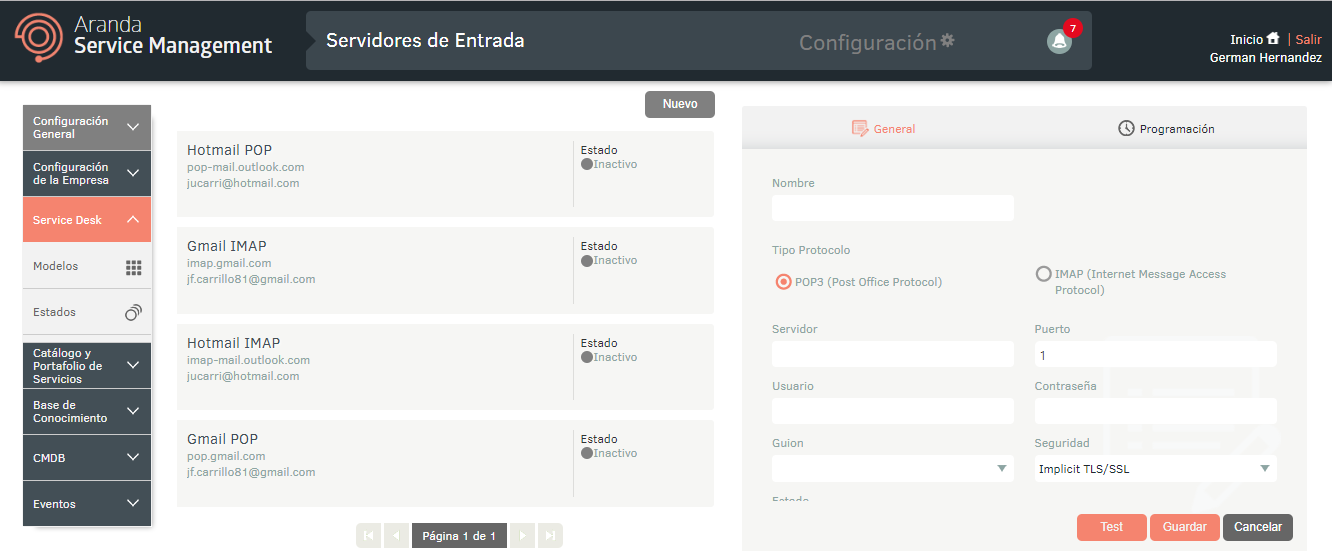 Aranda
Service Management
Servidores de Entrada
Configuración
7
Inicio | Salir
German Hernandez
Configuración
General
Configuración
de la Empresa
Service Desk
Modelos
Estados
Catálogo y
Portafolio de
Servicios
Base de
Conocimiento
CMDB
Eventos
Nuevo
Hotmail POP
pop-mail.outlook.com
jucarri@hotmail.com
Estado
Inactivo
Gmail IMAP
imap.gmail.com
jf.carrillo81@gmail.com
Estado
Inactivo
Hotmail IMAP
imap-mail.outlook.com
jucarri@hotmail.com
Estado
Inactivo
Gmail POP
pop.gmail.com
jf.carrillo81@gmail.com
Estado
Inactivo
Página 1 de 1
General
Programación
Nombre
Tipo Protocolo
POP3 (Post Office Protocol)
IMAP (Internet Message Access
Protocol)
Servidor
Puerto
1
Usuario
Contraseña
Guion
Seguridad
Implicit TLS/SSL
Estado
Test
Guardar
Cancelar